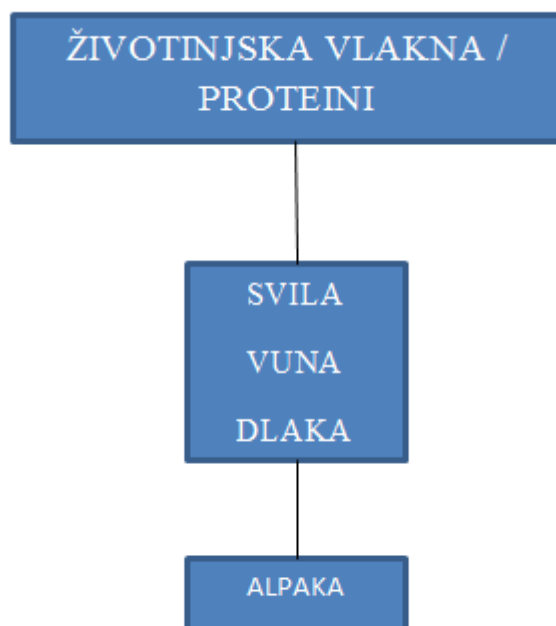 ŽIVOTINJSKA VLAKNA /
PROTEINI
SVILA
VUNA
DLAKA
ALPAKA